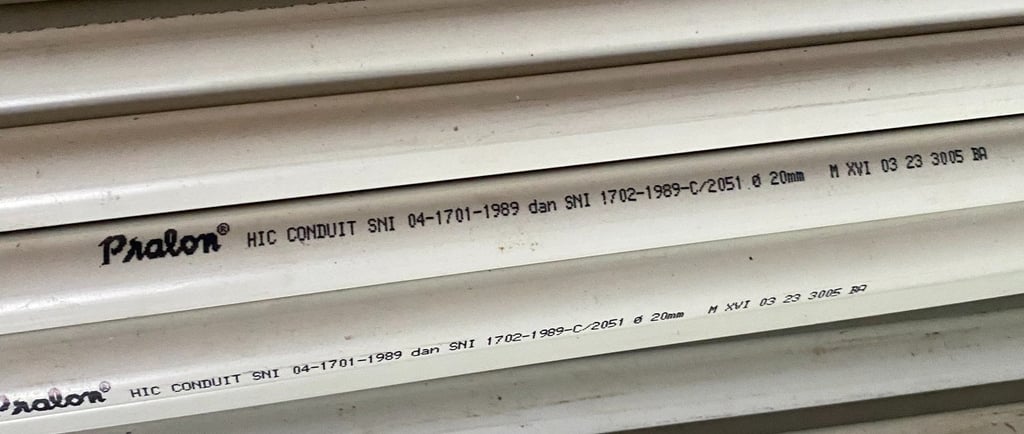 Pralon® HIC CONDUIT SNI 04-1701-1989 dan SNI 1702-1989-C/2051 Ø 20mm M XVI 03 23 3005 BA
Pralon® HIC CONDUIT SNI 04-1701-1989 dan SNI 1702-1989-C/2051 Ø 20mm M XVI 03 23 3005 BA